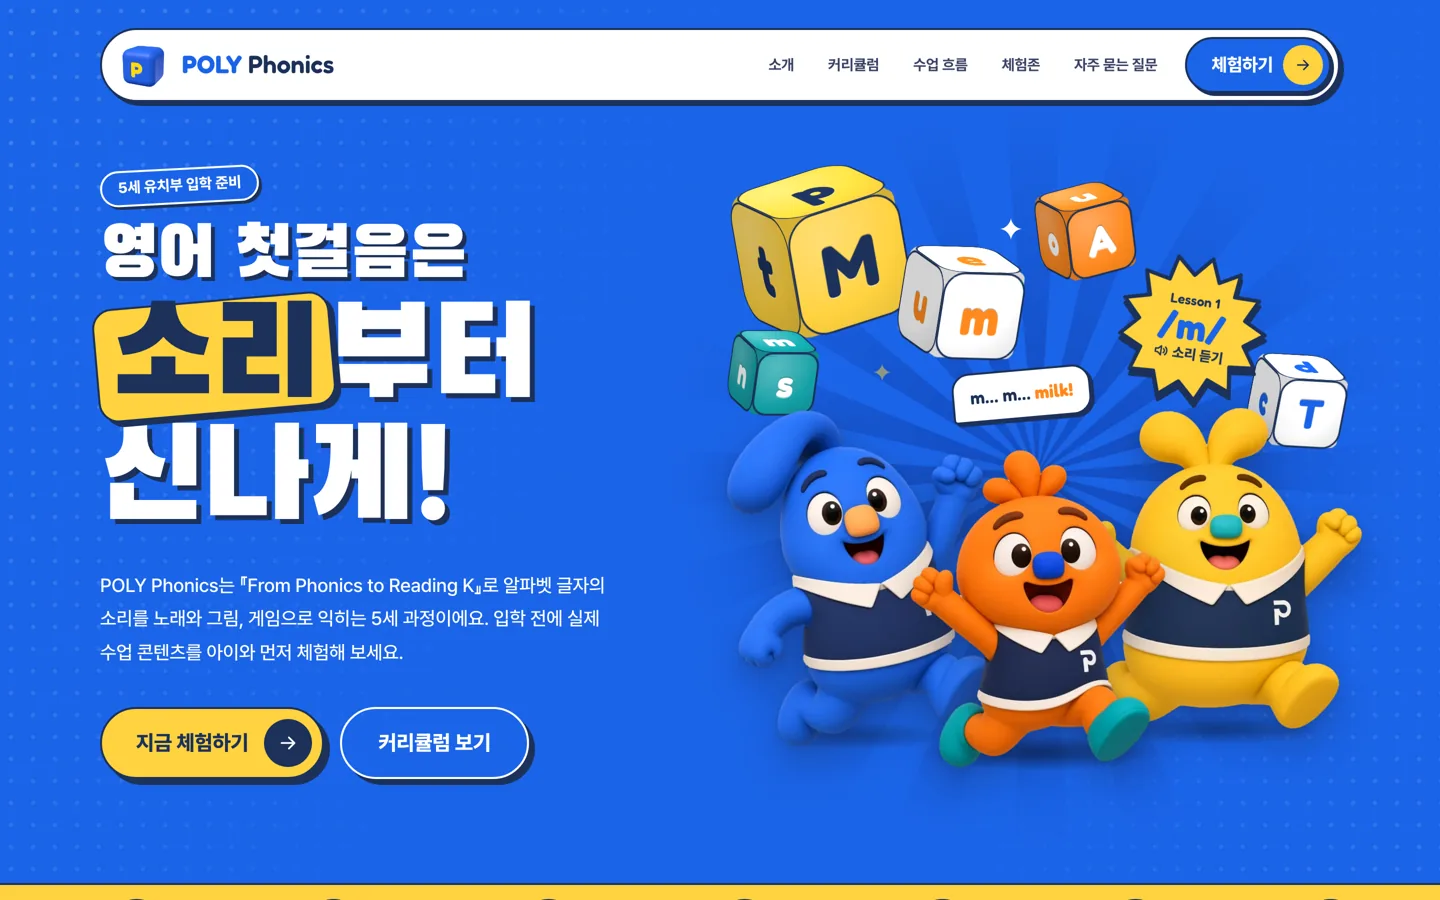 P
POLY Phonics
소개
커리큘럼
수업 흐름
체험존
자주 묻는 질문
체험하기
5세 유치부 입학 준비
영어 첫걸음은
소리부터
신나게!
POLY Phonics는 『From Phonics to Reading K』로 알파벳 글자의
소리를 노래와 그림, 게임으로 익히는 5세 과정이에요. 입학 전에 실제
수업 콘텐츠를 아이와 먼저 체험해 보세요.
지금 체험하기
커리큘럼 보기
P
t
M
e
u
m
u
o
A
m
n
s
Lesson 1
/m/
소리 듣기
m... m... milk!
d
c
T
P
P